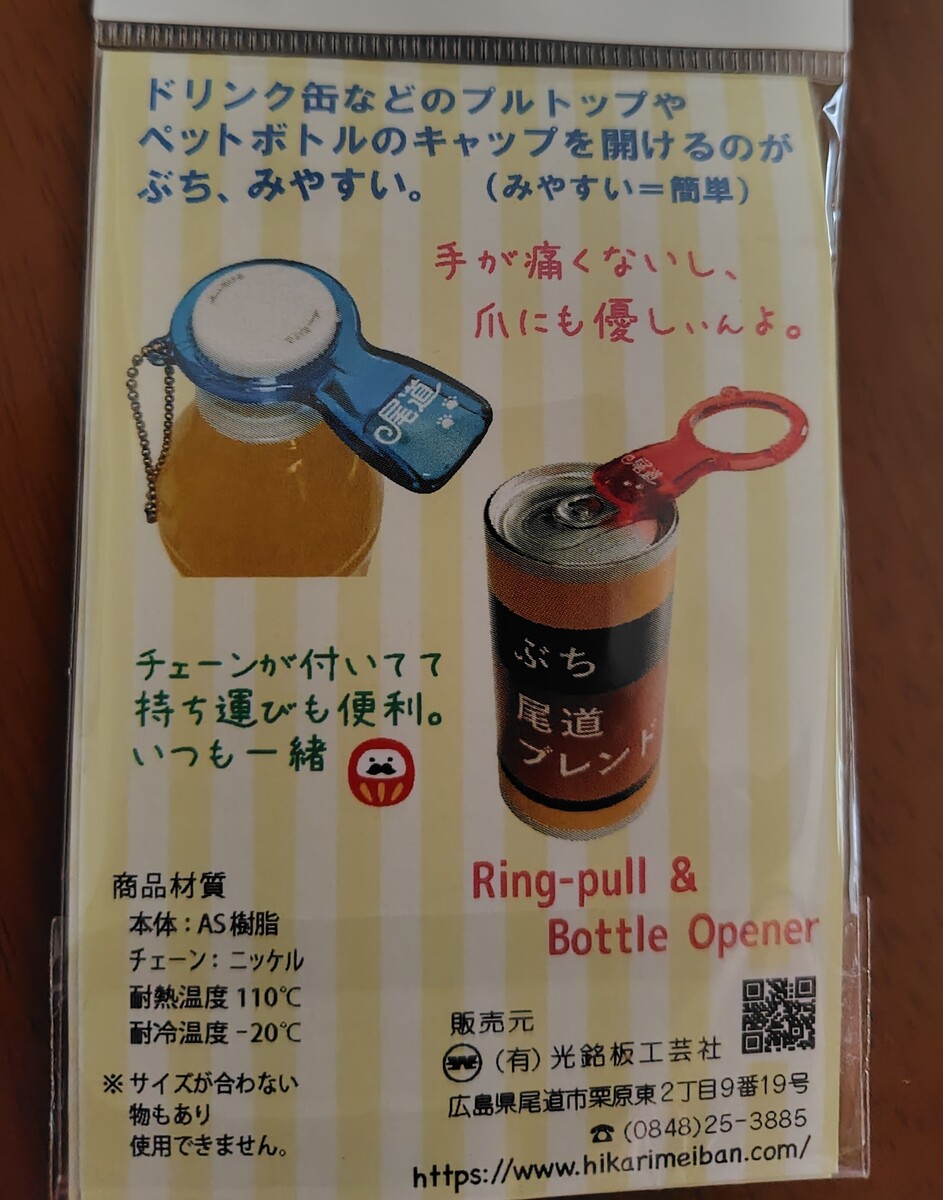 ドリンク缶などのプルトップや
ペットボトルのキャップを開けるのが
ぶち、みやすい。 (みやすい＝簡単)
手が痛くないし、
爪にも優しいんよ。
尾道
尾道
ぶち
尾道
ブレンド
チェーンが付いてて
持ち運びも便利。
いつも一緒
Ring-pull &
Bottle Opener
商品材質
本体：AS樹脂
チェーン：ニッケル
耐熱温度 110℃
耐冷温度 -20℃
※ サイズが合わない
物もあり
使用できません。
販売元
(有) 光銘板工芸社
広島県尾道市栗原東2丁目9番19号
☎ (0848)25-3885
https://www.hikarimeiban.com/